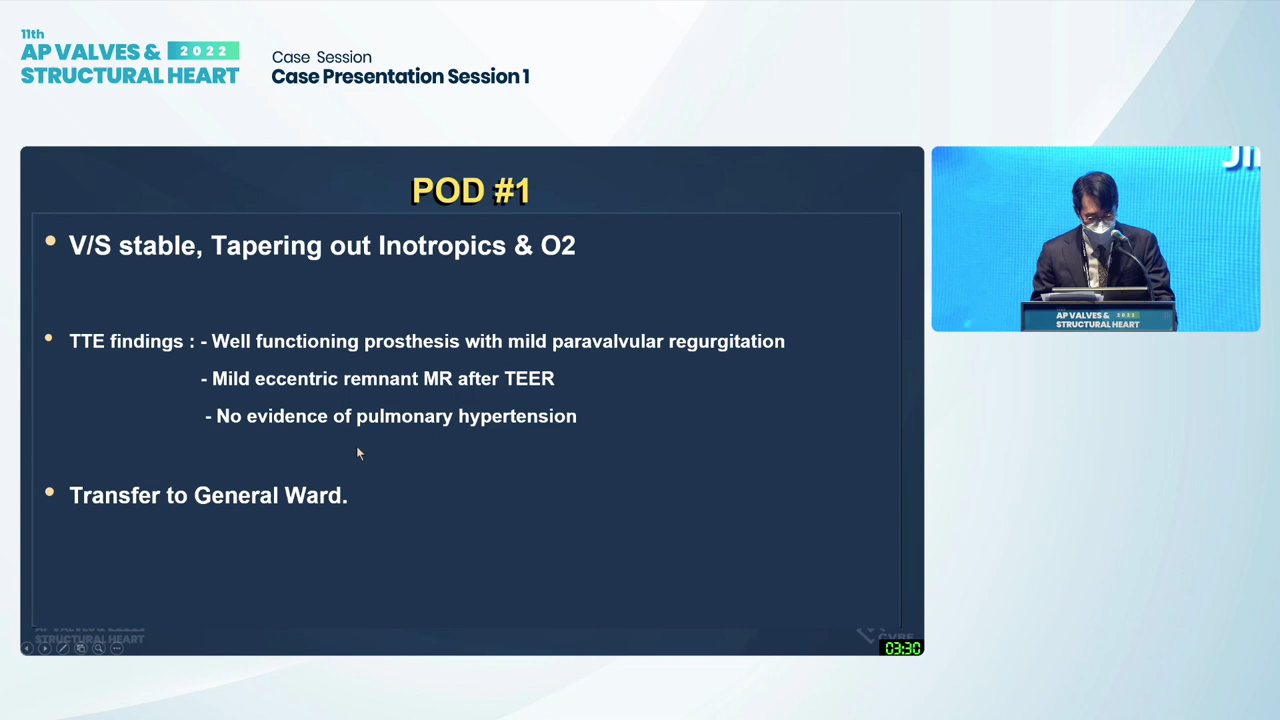 11th
AP VALVES & 2022
STRUCTURAL HEART
Case Session
Case Presentation Session 1
POD #1
• V/S stable, Tapering out Inotropics & O2
• TTE findings : - Well functioning prosthesis with mild paravalvular regurgitation
- Mild eccentric remnant MR after TEER
- No evidence of pulmonary hypertension
• Transfer to General Ward.
STRUCTURAL HEART
03:30
AP VALVES & 2022
STRUCTURAL HEART